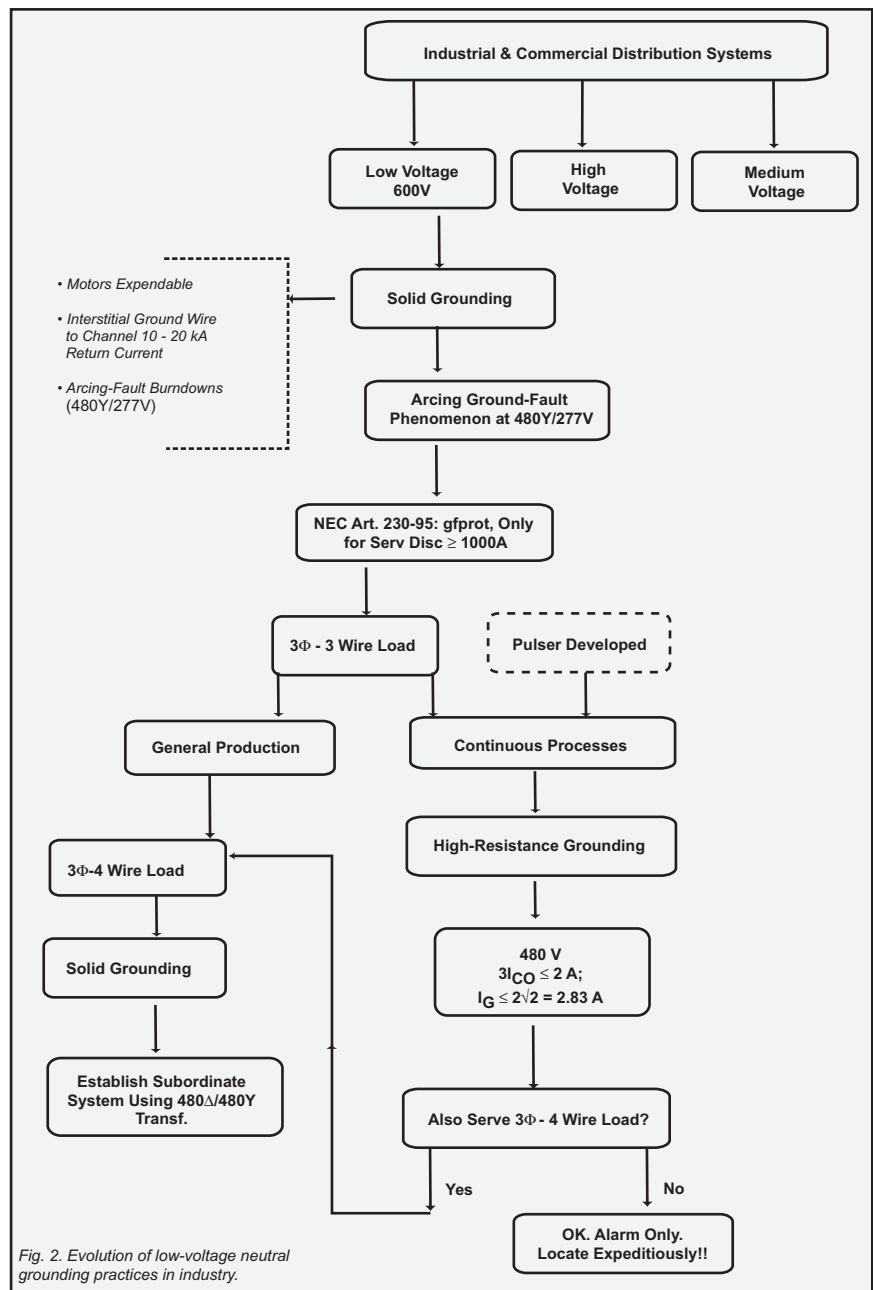 Industrial & Commercial Distribution Systems
Low Voltage
600V
High
Voltage
Medium
Voltage
• Motors Expendable
• Interstitial Ground Wire
to Channel 10 - 20 kA
Return Current
• Arcing-Fault Burndowns
(480Y/277V)
Solid Grounding
Arcing Ground-Fault
Phenomenon at 480Y/277V
NEC Art. 230-95: gfprot, Only
for Serv Disc ≥ 1000A
3Φ - 3 Wire Load
Pulser Developed
General Production
Continuous Processes
3Φ-4 Wire Load
High-Resistance Grounding
Solid Grounding
480 V
3I_CO ≤ 2 A;
I_G ≤ 2√2 = 2.83 A
Establish Subordinate
System Using 480Δ/480Y
Transf.
Also Serve 3Φ - 4 Wire Load?
Yes
No
OK. Alarm Only.
Locate Expeditiously!!
Fig. 2. Evolution of low-voltage neutral
grounding practices in industry.